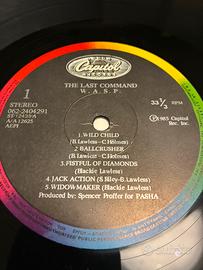 Capitol
RECORDS
THE LAST COMMAND
W. A. S. P.
1
STEREO
062-2404291
ST-12435-A
A/A 12625
AEPI
33⅓ RPM
℗ 1985 Capitol
Rec. Inc.
1 WILD CHILD
(B. Lawless-C. Holmes)
2 BALLCRUSHER
(B. Lawless-C. Holmes)
3 FISTFUL OF DIAMONDS
(Blackie Lawless)
4 JACK ACTION (S. Riley-B. Lawless)
5 WIDOWMAKER (Blackie Lawless)
Produced by: Spencer Proffer for PASHA